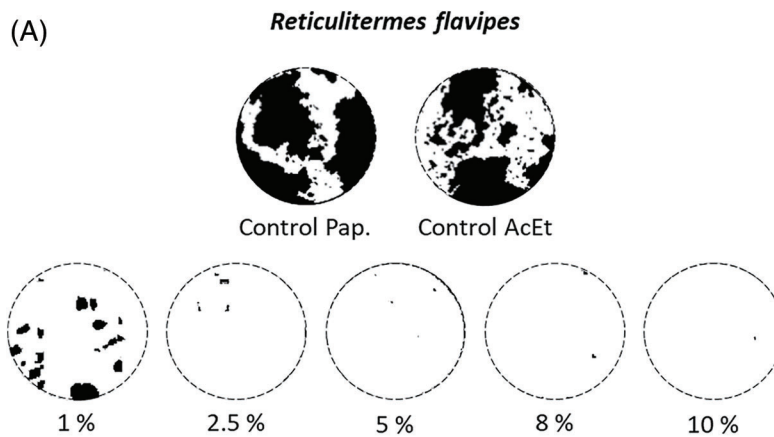 (A)
Reticulitermes flavipes
Control Pap. Control AcEt
1 % 2.5 % 5 % 8 % 10 %